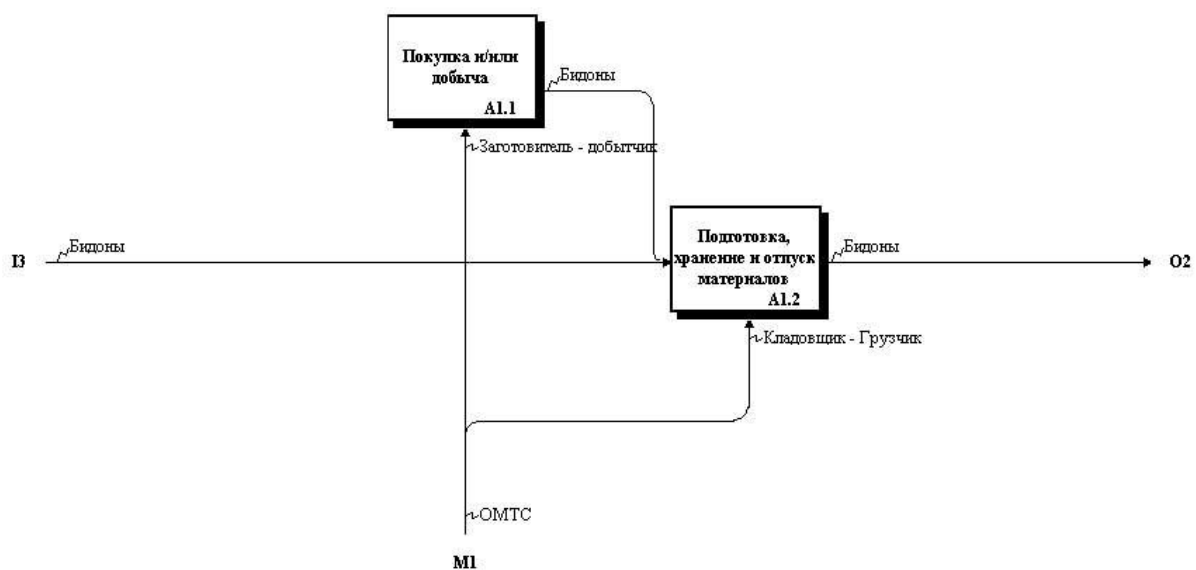 Покупка и/или
добыча
A1.1
Бидоны
Заготовитель - добытчик
I3
Бидоны
Подготовка,
хранение и отпуск
материалов
A1.2
Бидоны
O2
Кладовщик - Грузчик
ОМТС
M1